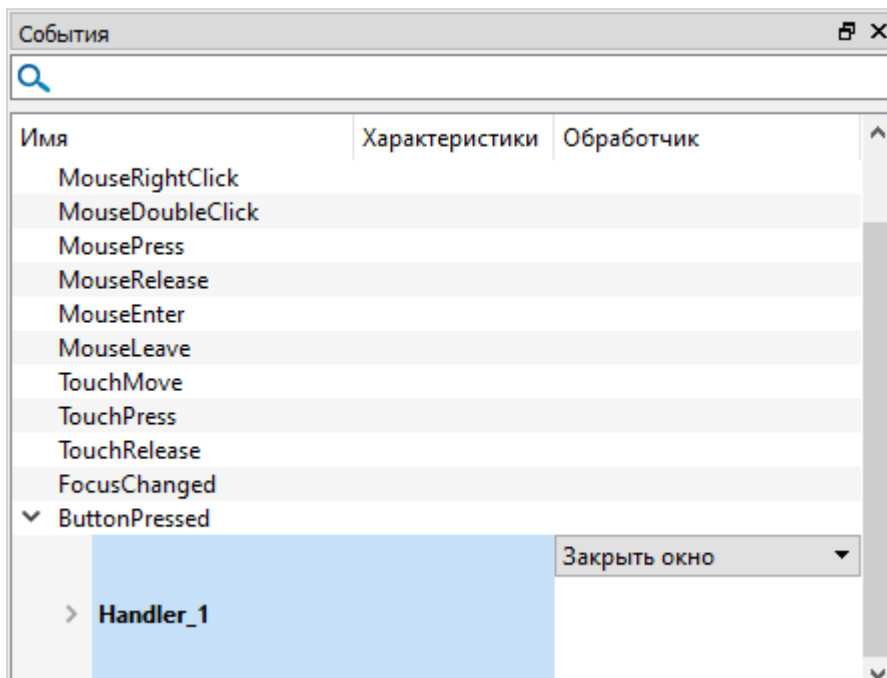 События
Имя Характеристики Обработчик
MouseRightClick
MouseDoubleClick
MousePress
MouseRelease
MouseEnter
MouseLeave
TouchMove
TouchPress
TouchRelease
FocusChanged
ButtonPressed
Закрыть окно
Handler_1